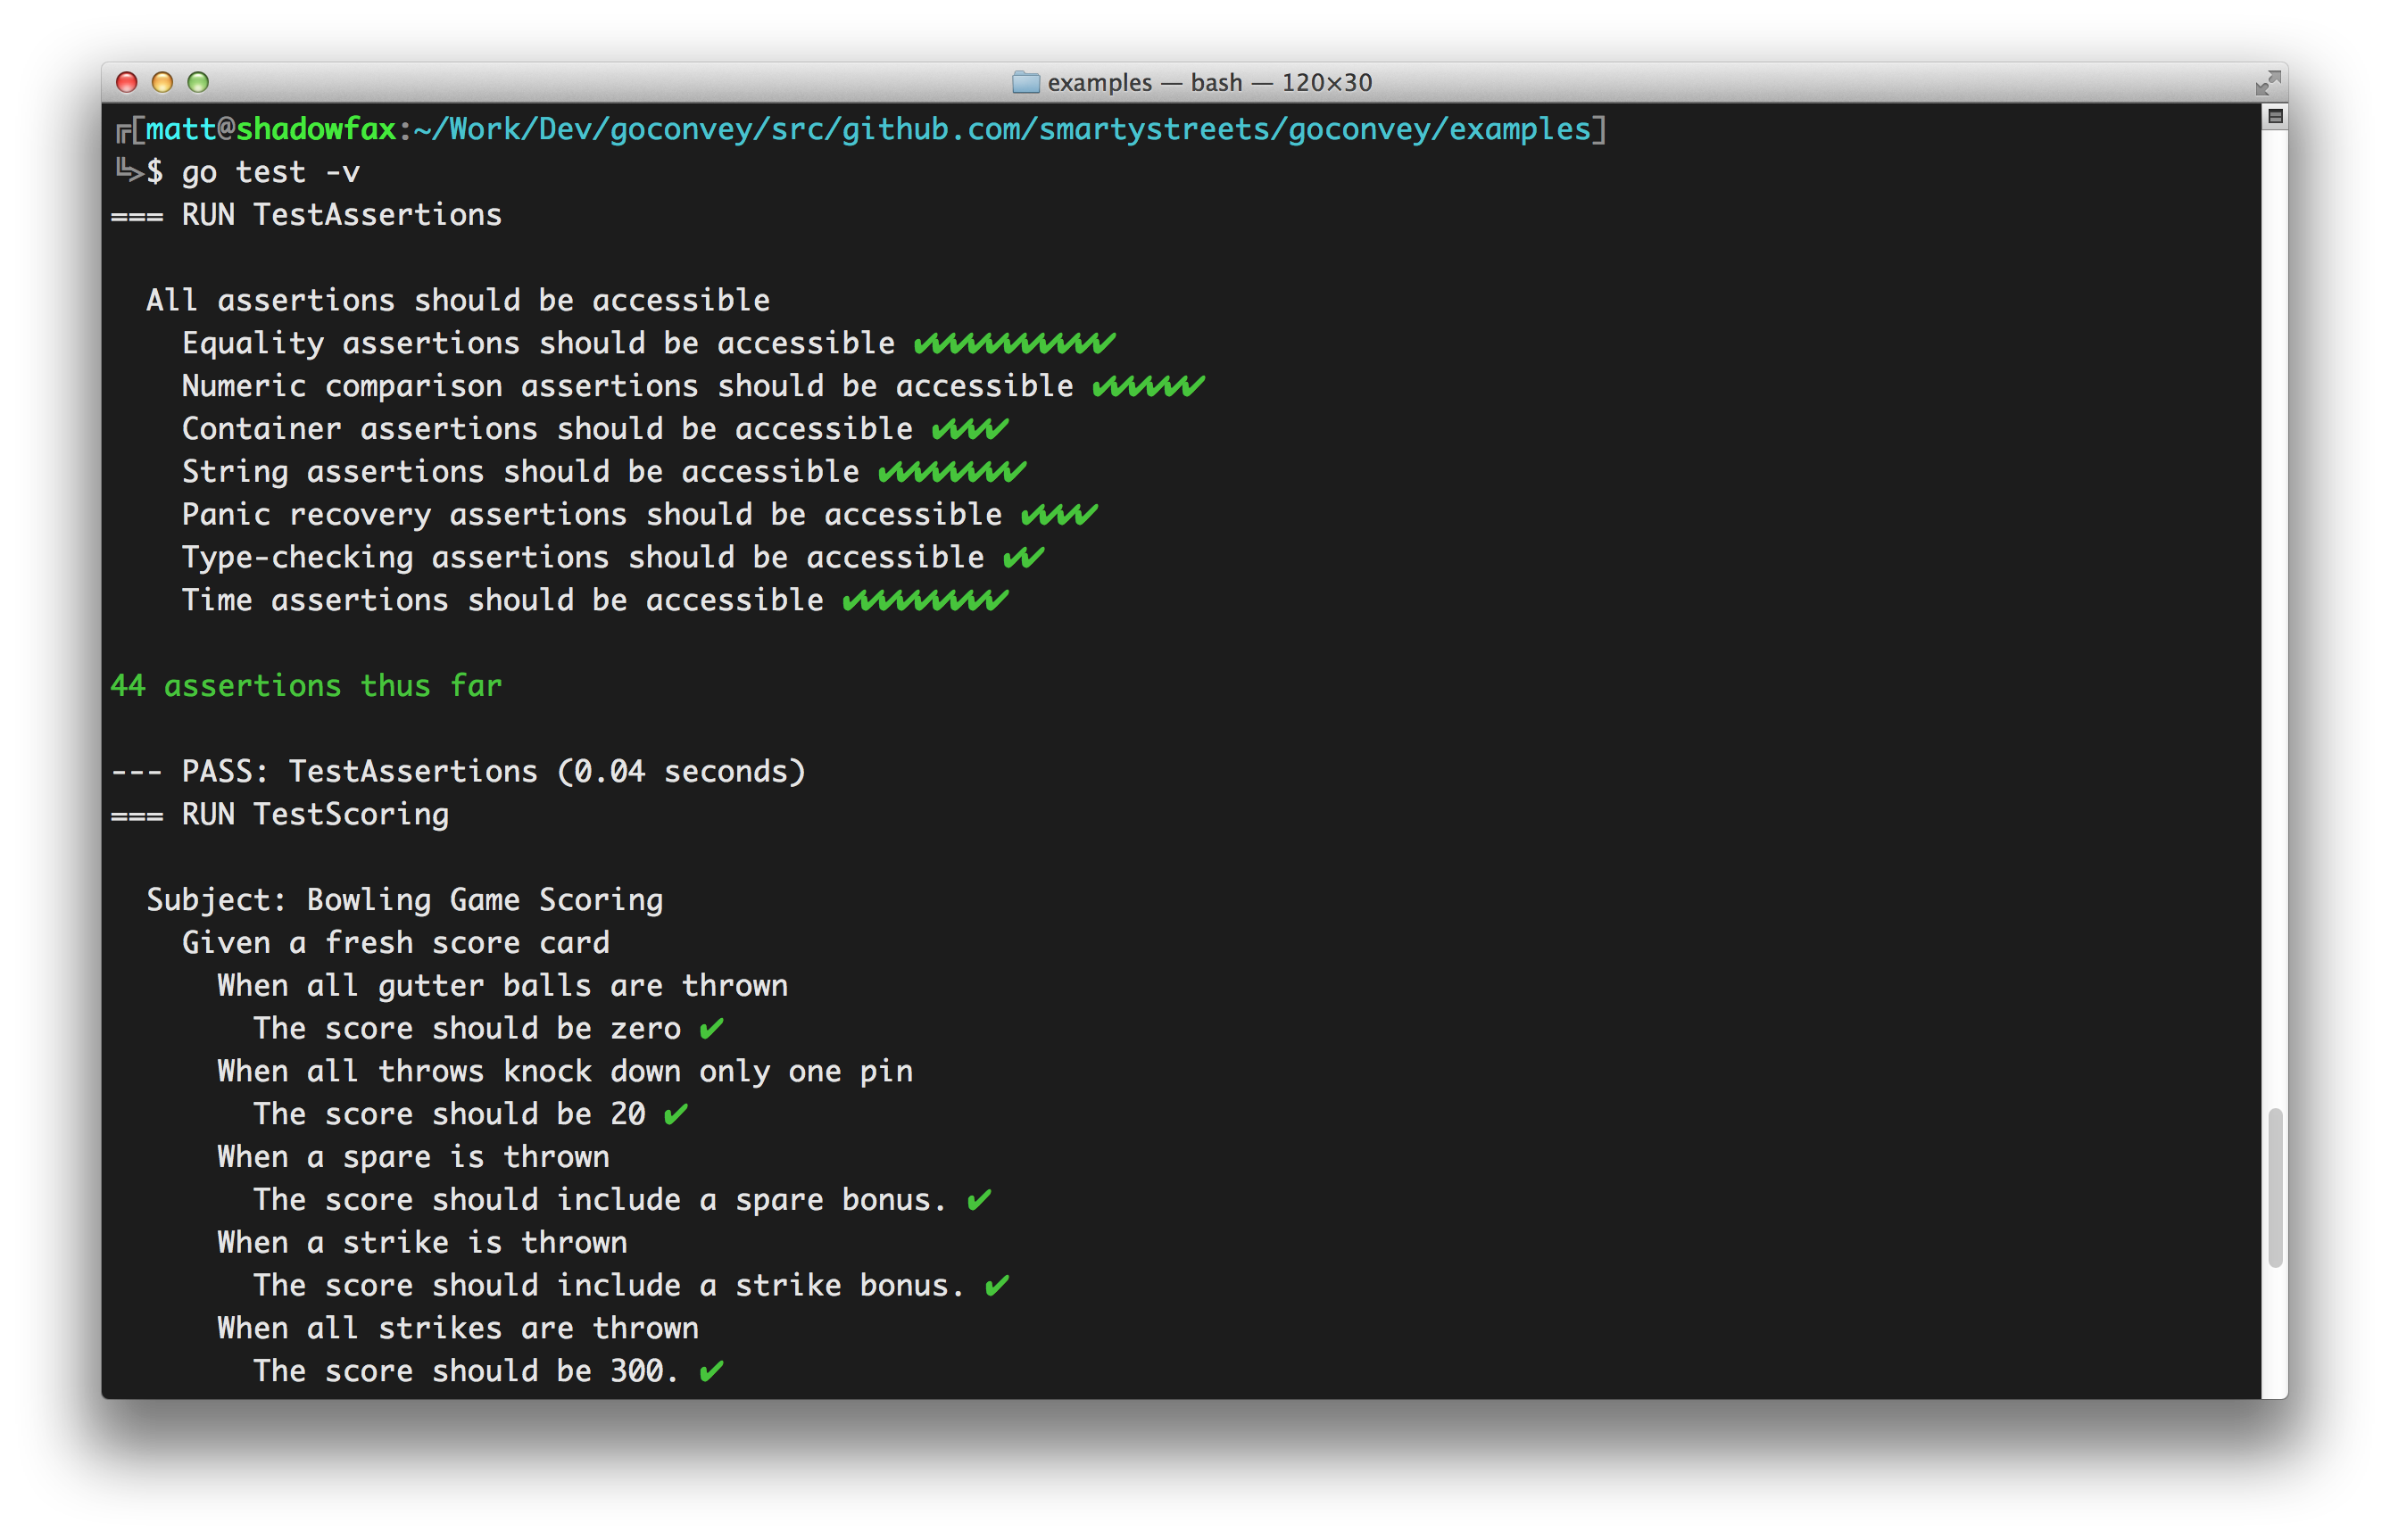 examples — bash — 120×30
╔[matt@shadowfax:~/Work/Dev/goconvey/src/github.com/smartystreets/goconvey/examples]
╚>$ go test -v
=== RUN TestAssertions
All assertions should be accessible
Equality assertions should be accessible ✔✔✔✔✔✔✔✔✔✔✔
Numeric comparison assertions should be accessible ✔✔✔✔✔✔
Container assertions should be accessible ✔✔✔✔
String assertions should be accessible ✔✔✔✔✔✔✔✔
Panic recovery assertions should be accessible ✔✔✔✔
Type-checking assertions should be accessible ✔✔
Time assertions should be accessible ✔✔✔✔✔✔✔✔✔
44 assertions thus far
--- PASS: TestAssertions (0.04 seconds)
=== RUN TestScoring
Subject: Bowling Game Scoring
Given a fresh score card
When all gutter balls are thrown
The score should be zero ✔
When all throws knock down only one pin
The score should be 20 ✔
When a spare is thrown
The score should include a spare bonus. ✔
When a strike is thrown
The score should include a strike bonus. ✔
When all strikes are thrown
The score should be 300. ✔